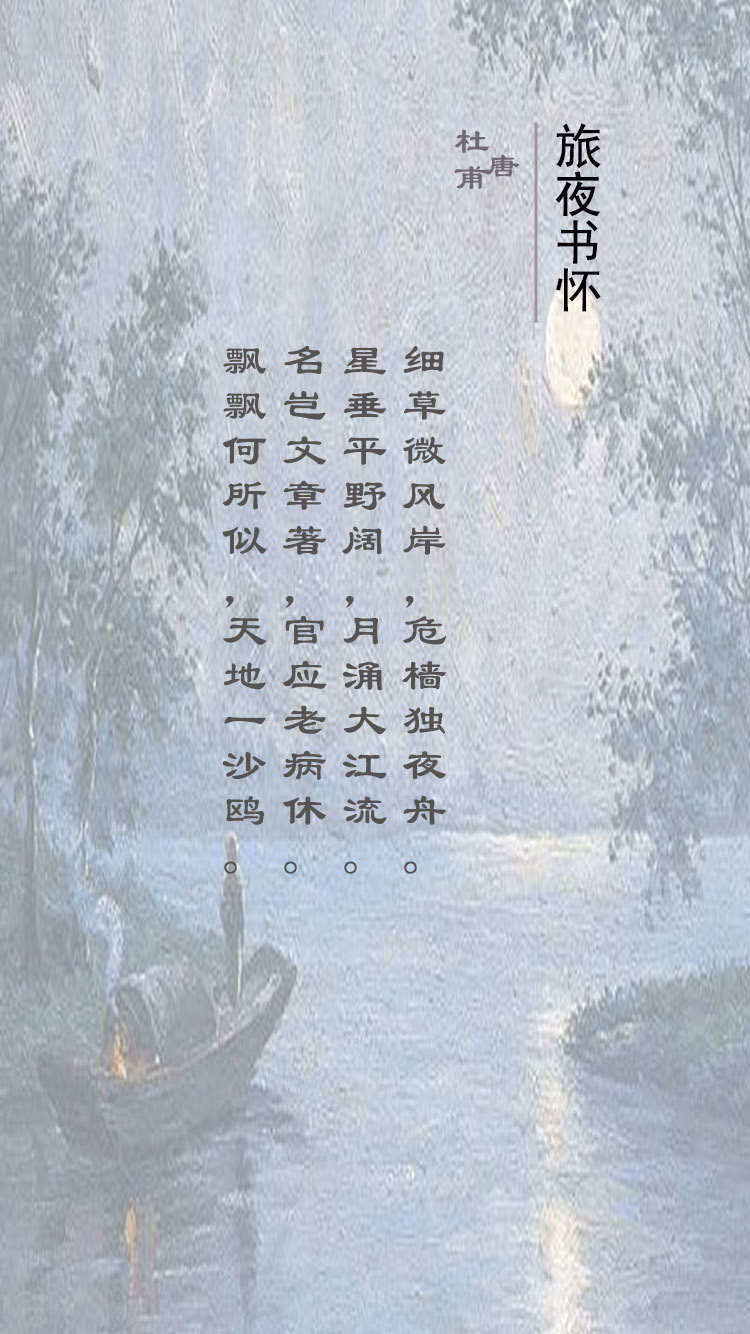 旅夜书怀
唐
杜甫
细草微风岸，危樯独夜舟。
星垂平野阔，月涌大江流。
名岂文章著，官应老病休。
飘飘何所似，天地一沙鸥。